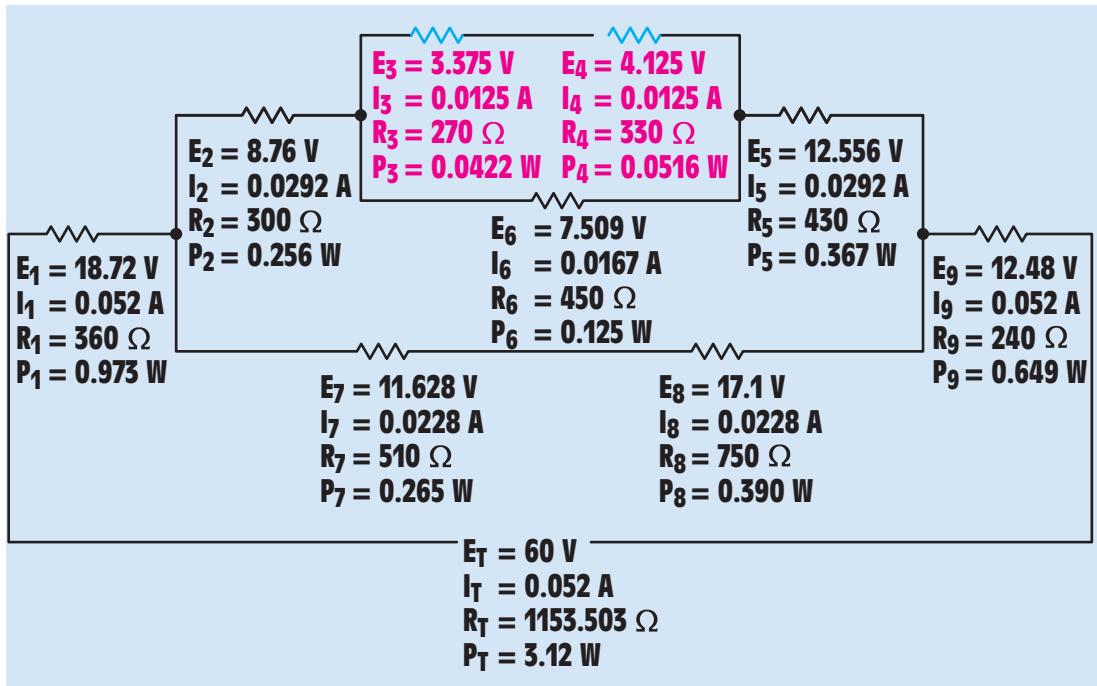 E3 = 3.375 V
I3 = 0.0125 A
R3 = 270 Ω
P3 = 0.0422 W
E4 = 4.125 V
I4 = 0.0125 A
R4 = 330 Ω
P4 = 0.0516 W
E2 = 8.76 V
I2 = 0.0292 A
R2 = 300 Ω
P2 = 0.256 W
E5 = 12.556 V
I5 = 0.0292 A
R5 = 430 Ω
P5 = 0.367 W
E6 = 7.509 V
I6 = 0.0167 A
R6 = 450 Ω
P6 = 0.125 W
E1 = 18.72 V
I1 = 0.052 A
R1 = 360 Ω
P1 = 0.973 W
E9 = 12.48 V
I9 = 0.052 A
R9 = 240 Ω
P9 = 0.649 W
E7 = 11.628 V
I7 = 0.0228 A
R7 = 510 Ω
P7 = 0.265 W
E8 = 17.1 V
I8 = 0.0228 A
R8 = 750 Ω
P8 = 0.390 W
ET = 60 V
IT = 0.052 A
RT = 1153.503 Ω
PT = 3.12 W